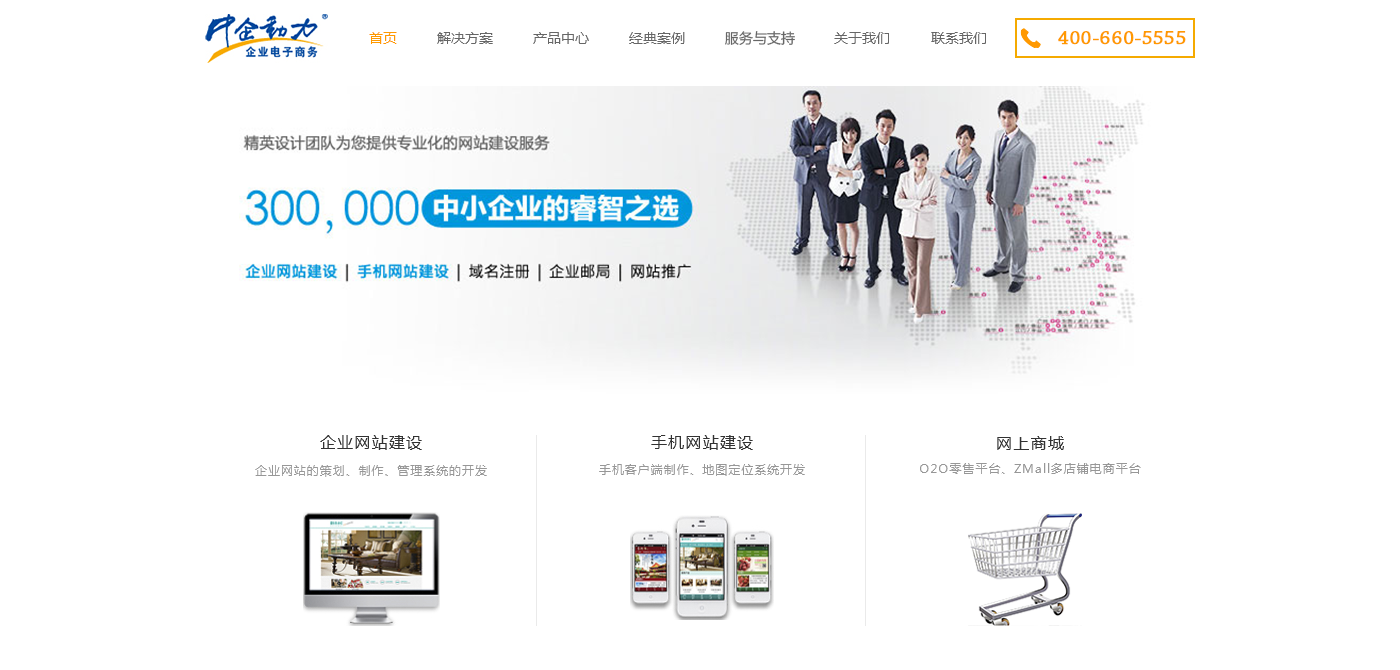 中企動力®
企业电子商务
首页 解决方案 产品中心 经典案例 服务与支持 关于我们 联系我们 400-660-5555
精英设计团队为您提供专业化的网站建设服务
300,000 中小企业的睿智之选
企业网站建设 | 手机网站建设 | 域名注册 | 企业邮局 | 网站推广
企业网站建设
企业网站的策划、制作、管理系统的开发
手机网站建设
手机客户端制作、地图定位系统开发
网上商城
O2O零售平台、ZMall多店铺电商平台